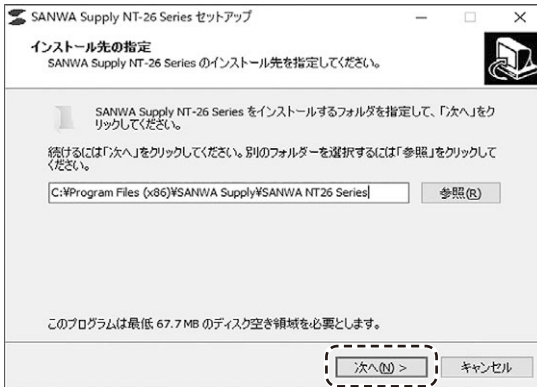 SANWA Supply NT-26 Series セットアップ
インストール先の指定
SANWA Supply NT-26 Series のインストール先を指定してください。
SANWA Supply NT-26 Series をインストールするフォルダを指定して、「次へ」をク
リックしてください。
続けるには「次へ」をクリックしてください。別のフォルダーを選択するには「参照」をクリックして
ください。
C:¥Program Files (x86)¥SANWA Supply¥SANWA NT26 Series
参照(R)
このプログラムは最低 67.7 MB のディスク空き領域を必要とします。
次へ(N) >
キャンセル